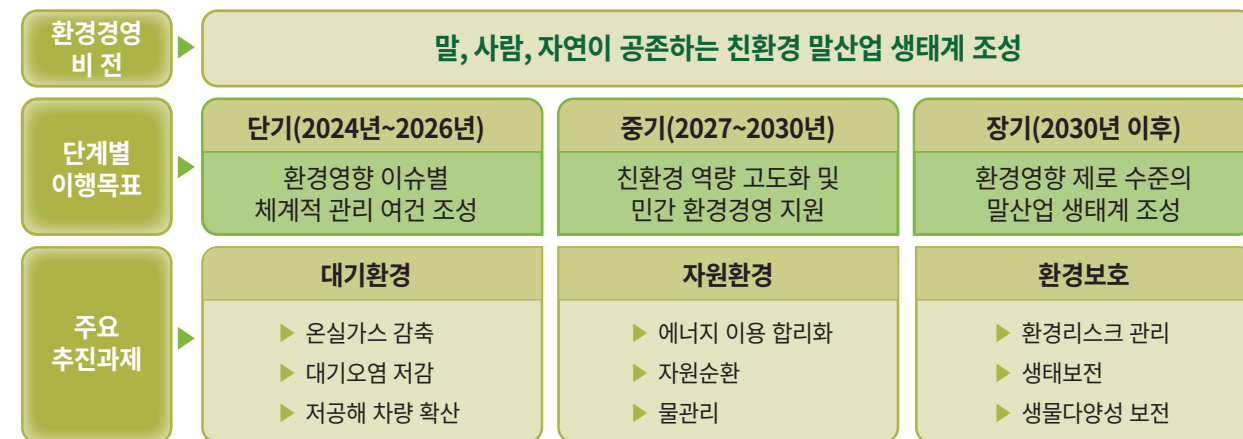 환경경영
비 전
말, 사람, 자연이 공존하는 친환경 말산업 생태계 조성
단계별
이행목표
단기(2024년~2026년)
환경영향 이슈별
체계적 관리 여건 조성
중기(2027~2030년)
친환경 역량 고도화 및
민간 환경경영 지원
장기(2030년 이후)
환경영향 제로 수준의
말산업 생태계 조성
주요
추진과제
대기환경
▶ 온실가스 감축
▶ 대기오염 저감
▶ 저공해 차량 확산
자원환경
▶ 에너지 이용 합리화
▶ 자원순환
▶ 물관리
환경보호
▶ 환경리스크 관리
▶ 생태보전
▶ 생물다양성 보전